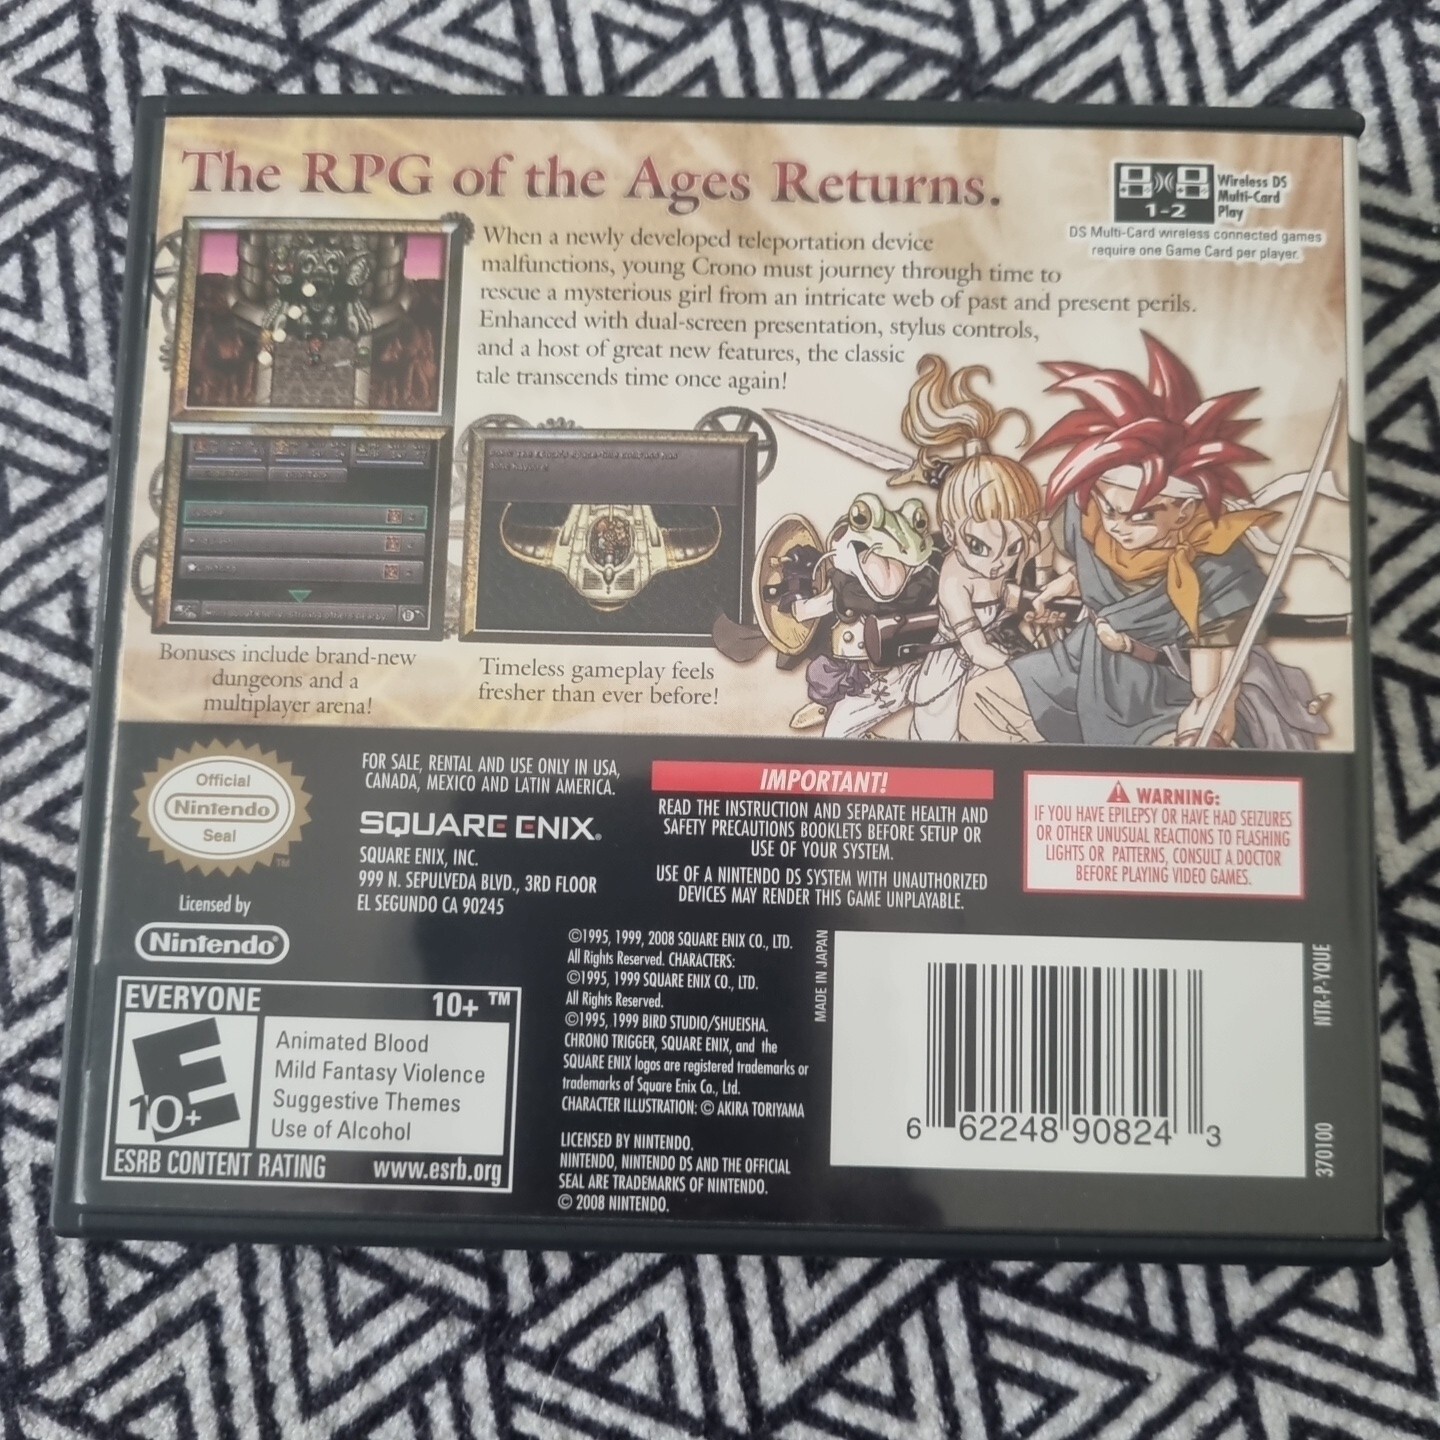 The RPG of the Ages Returns.
Wireless DS
Multi-Card
Play
1-2
DS Multi-Card wireless connected games
require one Game Card per player.
When a newly developed teleportation device
malfunctions, young Crono must journey through time to
rescue a mysterious girl from an intricate web of past and present perils.
Enhanced with dual-screen presentation, stylus controls,
and a host of great new features, the classic
tale transcends time once again!
Bonuses include brand-new
dungeons and a
multiplayer arena!
Timeless gameplay feels
fresher than ever before!
Official
Nintendo
Seal
TM
Licensed by
Nintendo®
FOR SALE, RENTAL AND USE ONLY IN USA,
CANADA, MEXICO AND LATIN AMERICA.
SQUARE ENIX®
SQUARE ENIX, INC.
999 N. SEPULVEDA BLVD., 3RD FLOOR
EL SEGUNDO CA 90245
IMPORTANT!
READ THE INSTRUCTION AND SEPARATE HEALTH AND
SAFETY PRECAUTIONS BOOKLETS BEFORE SETUP OR
USE OF YOUR SYSTEM.
USE OF A NINTENDO DS SYSTEM WITH UNAUTHORIZED
DEVICES MAY RENDER THIS GAME UNPLAYABLE.
WARNING:
IF YOU HAVE EPILEPSY OR HAVE HAD SEIZURES
OR OTHER UNUSUAL REACTIONS TO FLASHING
LIGHTS OR PATTERNS, CONSULT A DOCTOR
BEFORE PLAYING VIDEO GAMES.
EVERYONE 10+ ™
E
10+
Animated Blood
Mild Fantasy Violence
Suggestive Themes
Use of Alcohol
ESRB CONTENT RATING www.esrb.org
©1995, 1999, 2008 SQUARE ENIX CO., LTD.
All Rights Reserved. CHARACTERS:
©1995, 1999 SQUARE ENIX CO., LTD.
All Rights Reserved.
©1995, 1999 BIRD STUDIO/SHUEISHA.
CHRONO TRIGGER, SQUARE ENIX, and the
SQUARE ENIX logos are registered trademarks or
trademarks of Square Enix Co., Ltd.
CHARACTER ILLUSTRATION: © AKIRA TORIYAMA
LICENSED BY NINTENDO.
NINTENDO, NINTENDO DS AND THE OFFICIAL
SEAL ARE TRADEMARKS OF NINTENDO.
© 2008 NINTENDO.
MADE IN JAPAN
6 62248 90824 3
NTR-P-YQUE
370100